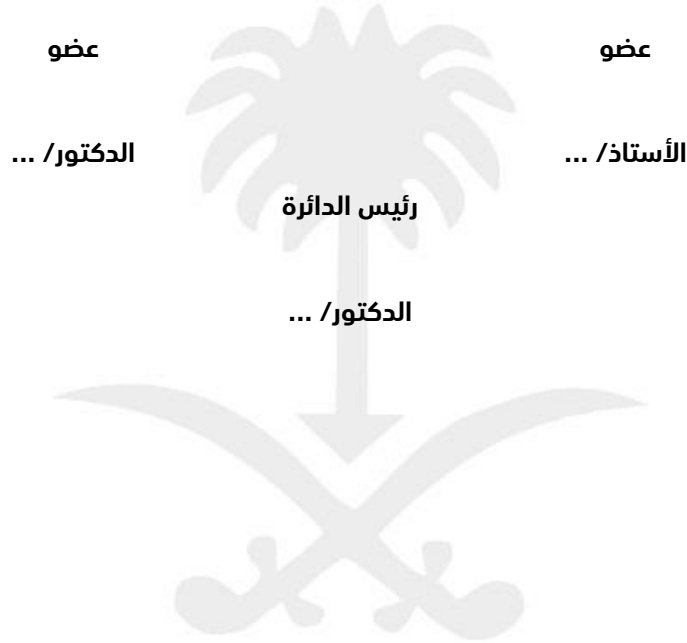 عضو عضو
الأستاذ/ ... الدكتور/ ...
رئيس الدائرة
الدكتور/ ...